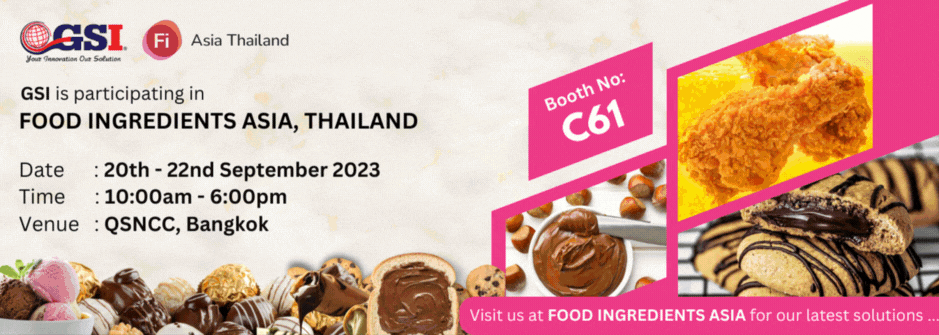 GSI®
Your Innovation Our Solution
Fi
Asia Thailand
GSI is participating in
FOOD INGREDIENTS ASIA, THAILAND
Date : 20th - 22nd September 2023
Time : 10:00am - 6:00pm
Venue : QSNCC, Bangkok
Booth No:
C61
Visit us at FOOD INGREDIENTS ASIA for our latest solutions ...